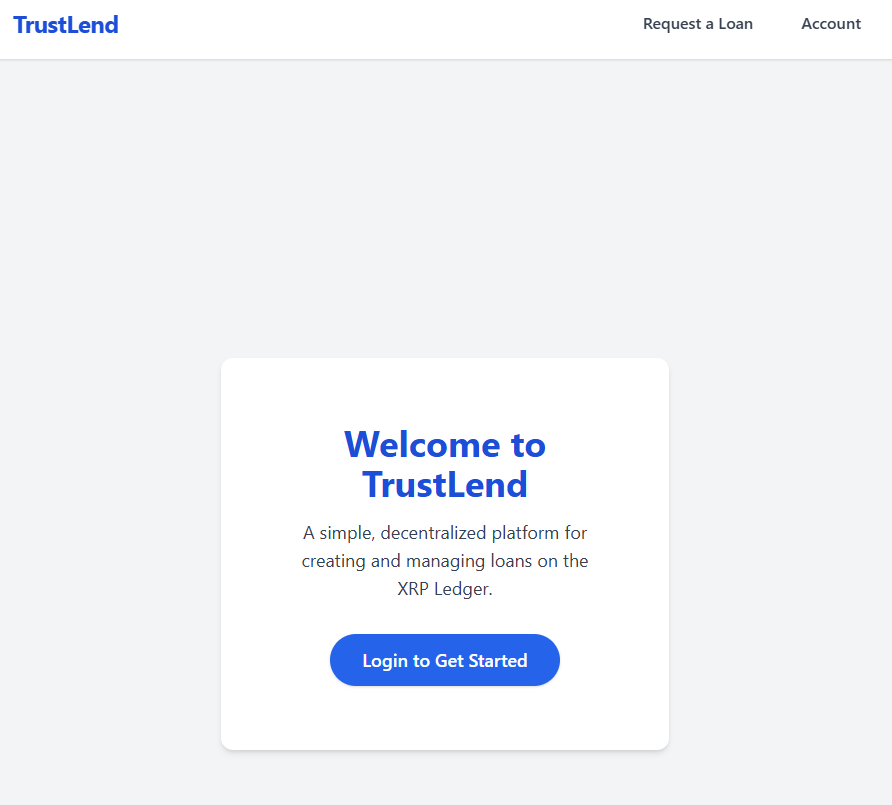 TrustLend
Request a Loan
Account
Welcome to
TrustLend
A simple, decentralized platform for
creating and managing loans on the
XRP Ledger.
Login to Get Started